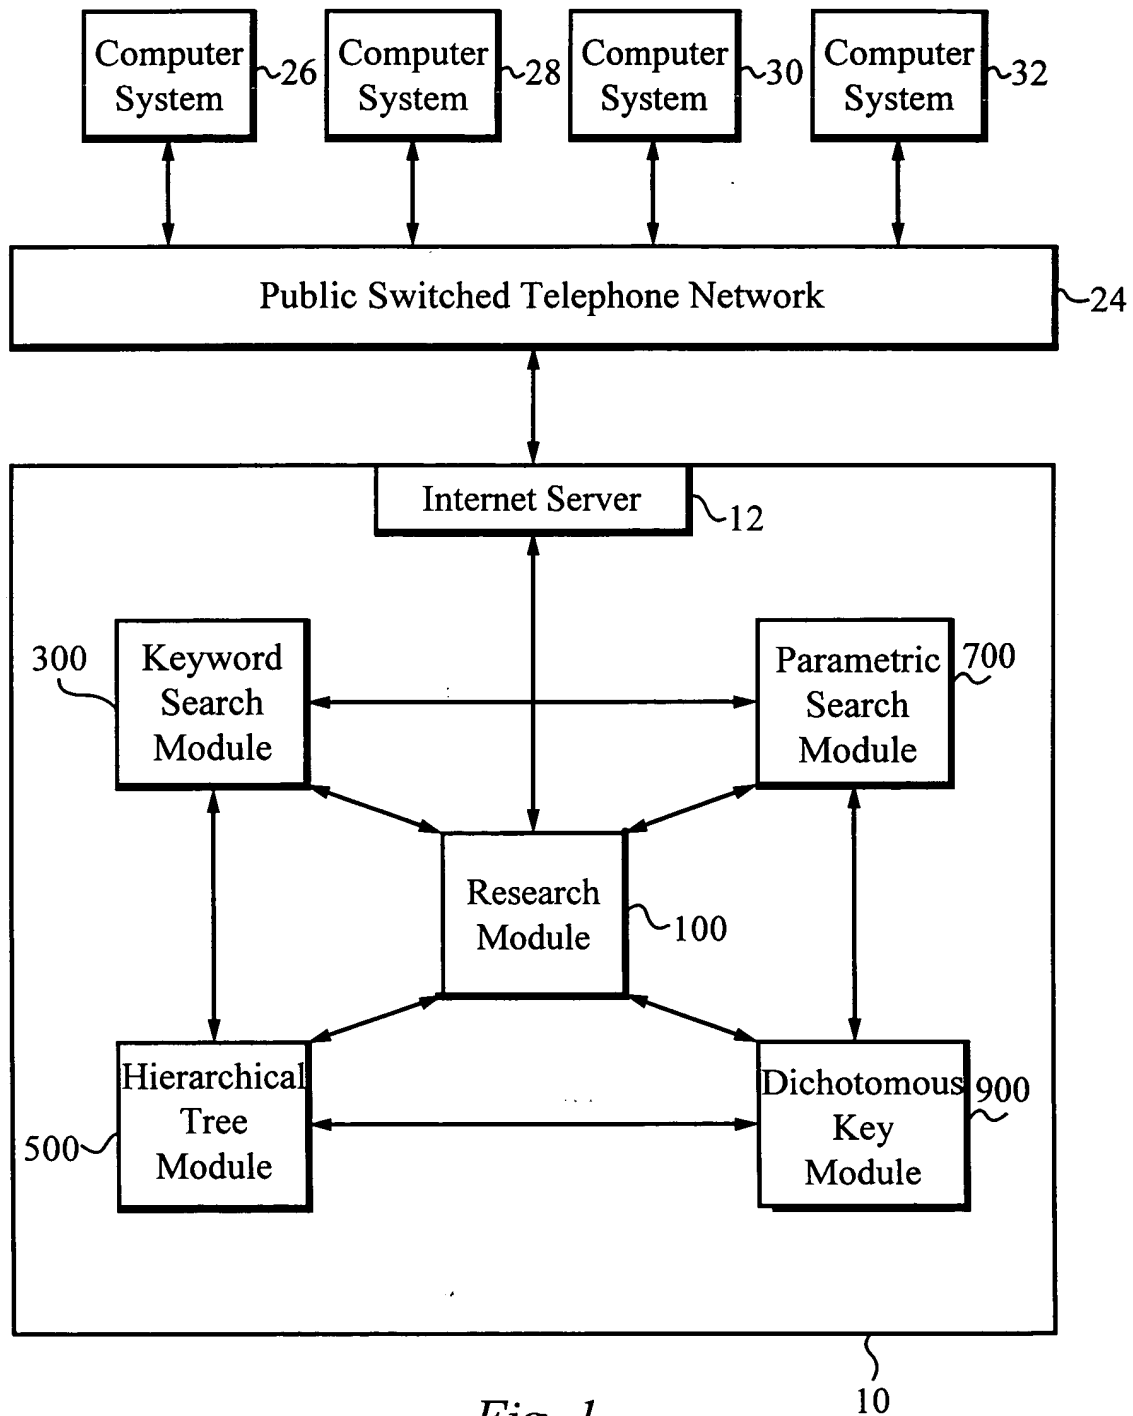 Computer
System
26
Computer
System
28
Computer
System
30
Computer
System
32
Public Switched Telephone Network
24
Internet Server
12
300
Keyword
Search
Module
Parametric
Search
Module
700
Research
Module
100
Hierarchical
Tree
Module
500
Dichotomous
Key
Module
900
10
Fig. 1